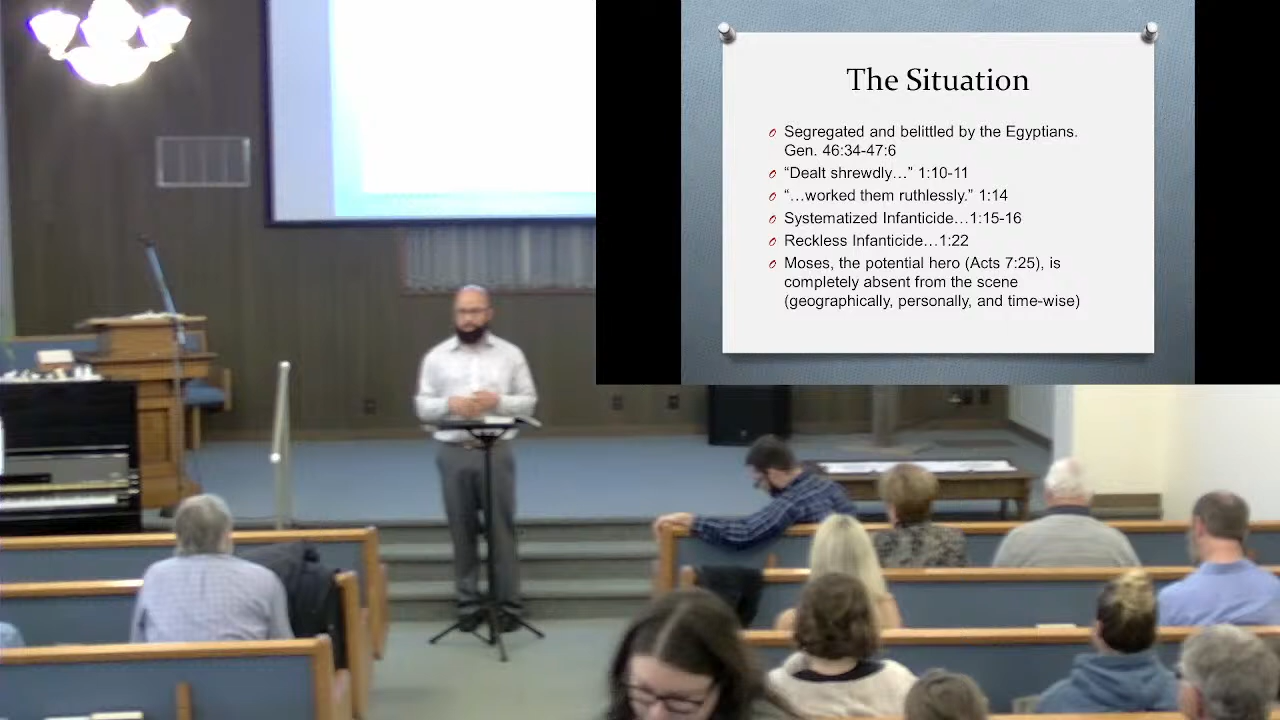 The Situation
Segregated and belittled by the Egyptians.
Gen. 46:34-47:6
“Dealt shrewdly…” 1:10-11
“…worked them ruthlessly.” 1:14
Systematized Infanticide…1:15-16
Reckless Infanticide…1:22
Moses, the potential hero (Acts 7:25), is
completely absent from the scene
(geographically, personally, and time-wise)